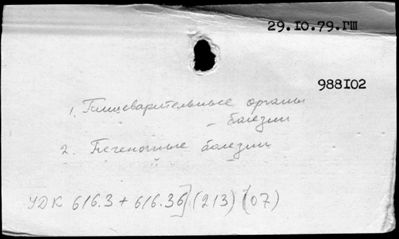 29.10.79.ГШ
988102
1. Пищеварительные органы
- болезни
2. Печеночные болезни
УДК 616.3 + 616.36] (213) (07)